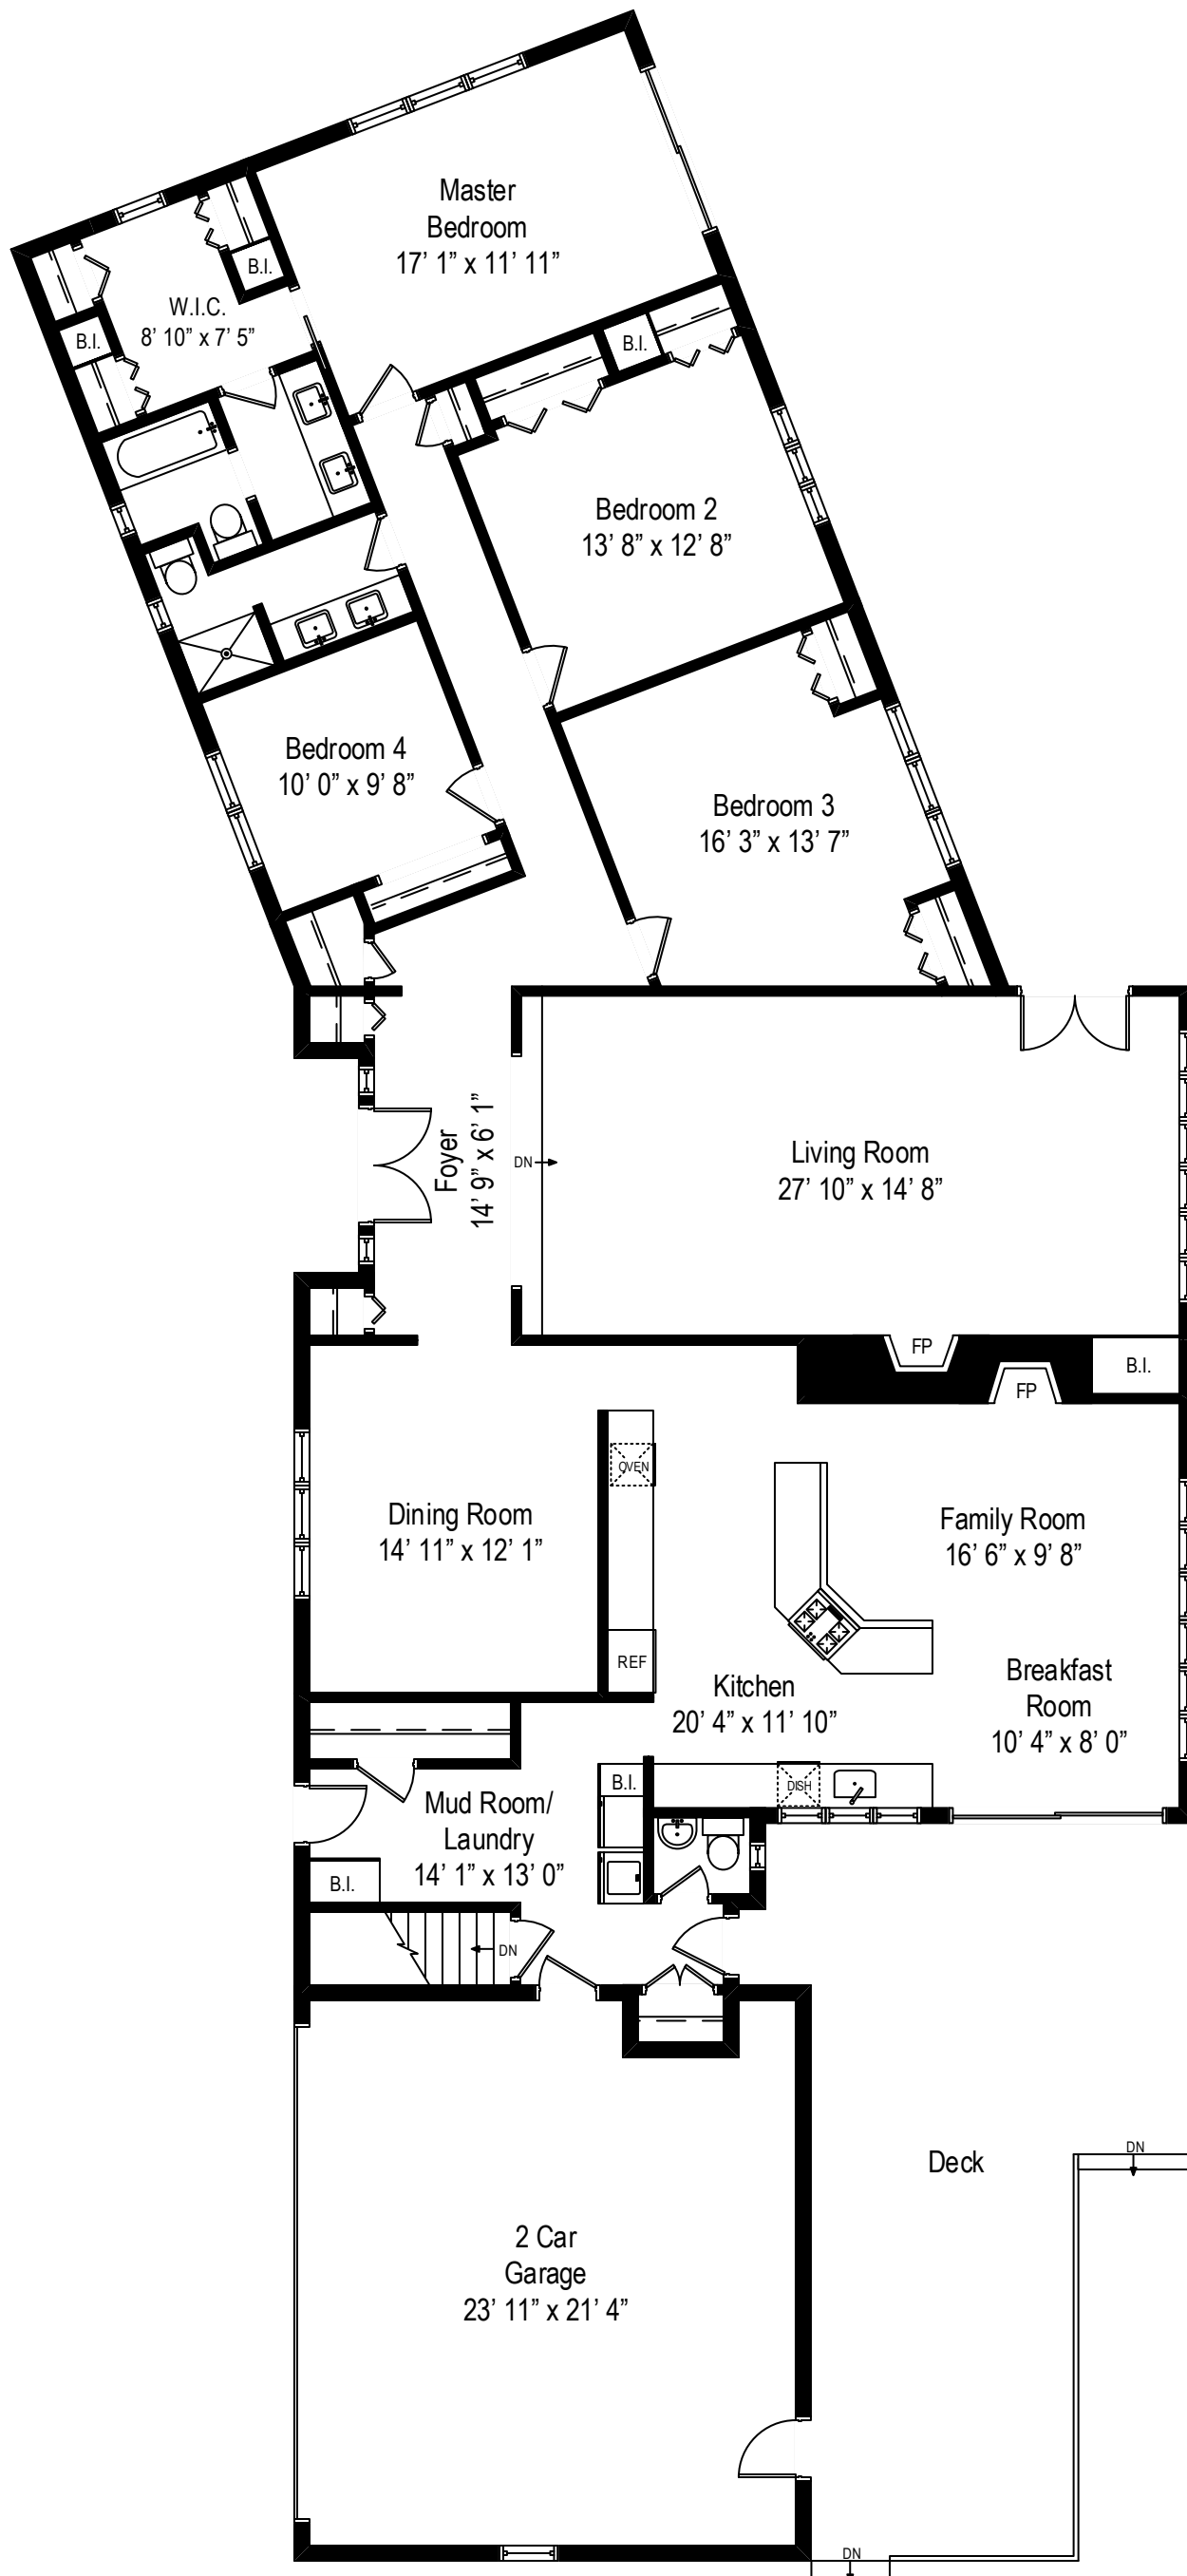 Master
Bedroom
17’ 1” x 11’ 11”
B.I.
W.I.C.
8’ 10” x 7’ 5”
B.I.
B.I.
Bedroom 2
13’ 8” x 12’ 8”
Bedroom 4
10’ 0” x 9’ 8”
Bedroom 3
16’ 3” x 13’ 7”
Foyer
14’ 9” x 6’ 1”
DN
Living Room
27’ 10” x 14’ 8”
FP
FP
B.I.
OVEN
Dining Room
14’ 11” x 12’ 1”
Family Room
16’ 6” x 9’ 8”
REF
Kitchen
20’ 4” x 11’ 10”
Breakfast
Room
10’ 4” x 8’ 0”
DISH
B.I.
Mud Room/
Laundry
14’ 1” x 13’ 0”
B.I.
DN
Deck
DN
2 Car
Garage
23’ 11” x 21’ 4”
DN